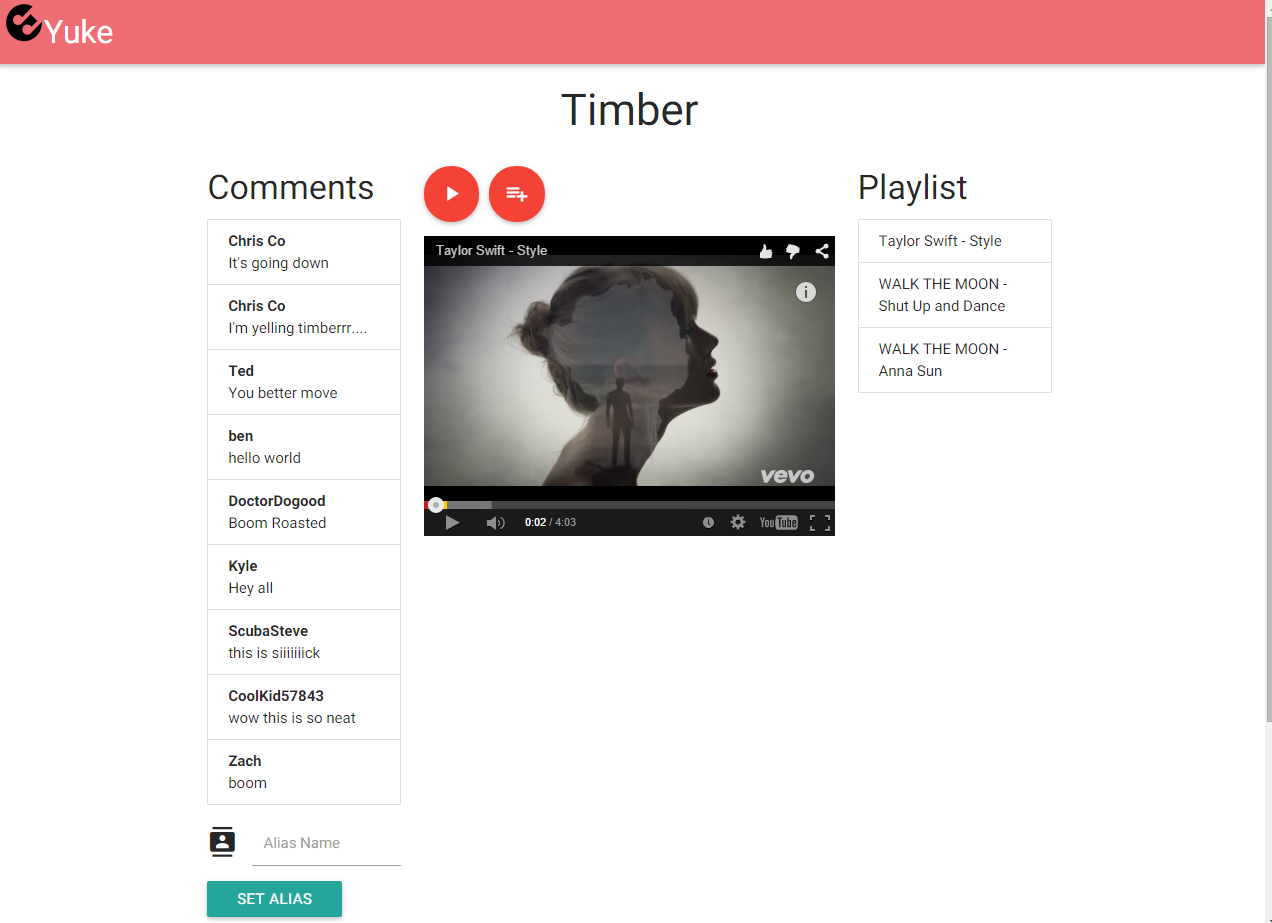 Yuke
Timber
Comments
Chris Co
It's going down
Chris Co
I'm yelling timberrr....
Ted
You better move
ben
hello world
DoctorDogood
Boom Roasted
Kyle
Hey all
ScubaSteve
this is siiiiiiick
CoolKid57843
wow this is so neat
Zach
boom
Alias Name
SET ALIAS
Taylor Swift - Style
i
vevo
0:02 / 4:03
YouTube
Playlist
Taylor Swift - Style
WALK THE MOON -
Shut Up and Dance
WALK THE MOON -
Anna Sun